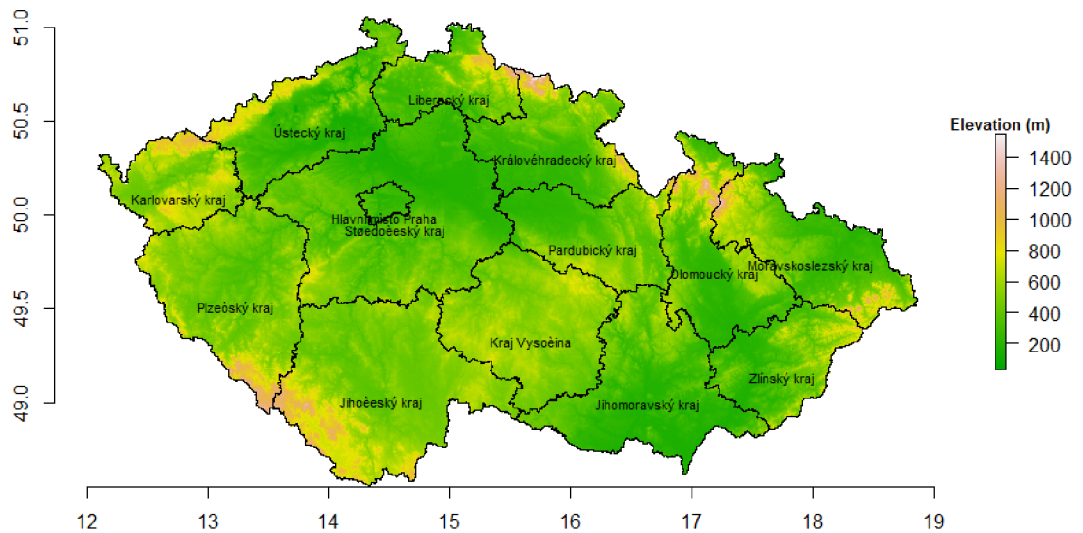 51.0
50.5
50.0
49.5
49.0
Liberecký kraj
Ústecký kraj
Královéhradecký kraj
Karlovarský kraj
Hlavní mìsto Praha
Støedoèeský kraj
Pardubický kraj
Olomoucký kraj
Moravskoslezský kraj
Plzeòský kraj
Kraj Vysoèina
Zlínský kraj
Jihoèeský kraj
Jihomoravský kraj
Elevation (m)
1400
1200
1000
800
600
400
200
12 13 14 15 16 17 18 19